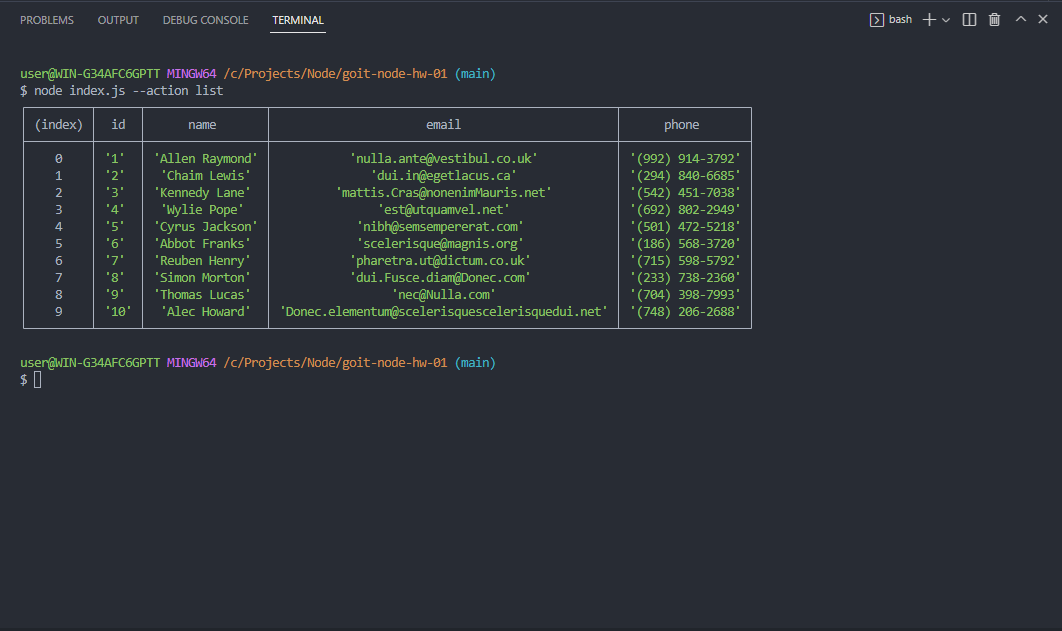 PROBLEMS OUTPUT DEBUG CONSOLE TERMINAL bash
user@WIN-G34AFC6GPTT MINGW64 /c/Projects/Node/goit-node-hw-01 (main)
$ node index.js --action list
(index) id name email phone
0 '1' 'Allen Raymond' 'nulla.ante@vestibul.co.uk' '(992) 914-3792'
1 '2' 'Chaim Lewis' 'dui.in@egetlacus.ca' '(294) 840-6685'
2 '3' 'Kennedy Lane' 'mattis.Cras@nonenimMauris.net' '(542) 451-7038'
3 '4' 'Wylie Pope' 'est@utquamvel.net' '(692) 802-2949'
4 '5' 'Cyrus Jackson' 'nibh@semsempererat.com' '(501) 472-5218'
5 '6' 'Abbot Franks' 'scelerisque@magnis.org' '(186) 568-3720'
6 '7' 'Reuben Henry' 'pharetra.ut@dictum.co.uk' '(715) 598-5792'
7 '8' 'Simon Morton' 'dui.Fusce.diam@Donec.com' '(233) 738-2360'
8 '9' 'Thomas Lucas' 'nec@Nulla.com' '(704) 398-7993'
9 '10' 'Alec Howard' 'Donec.elementum@scelerisquescelerisquedui.net' '(748) 206-2688'
user@WIN-G34AFC6GPTT MINGW64 /c/Projects/Node/goit-node-hw-01 (main)
$